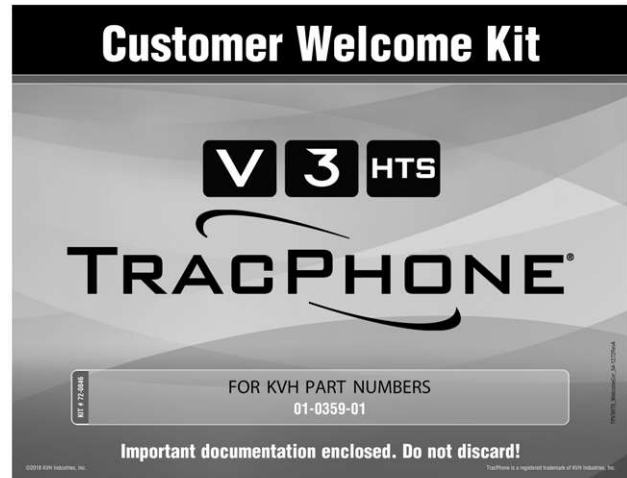 Customer Welcome Kit
V 3 HTS
TRACPHONE®
KIT # 72-0846
FOR KVH PART NUMBERS
01-0359-01
Important documentation enclosed. Do not discard!
©2018 KVH Industries, Inc.
TracPhone is a registered trademark of KVH Industries, Inc.